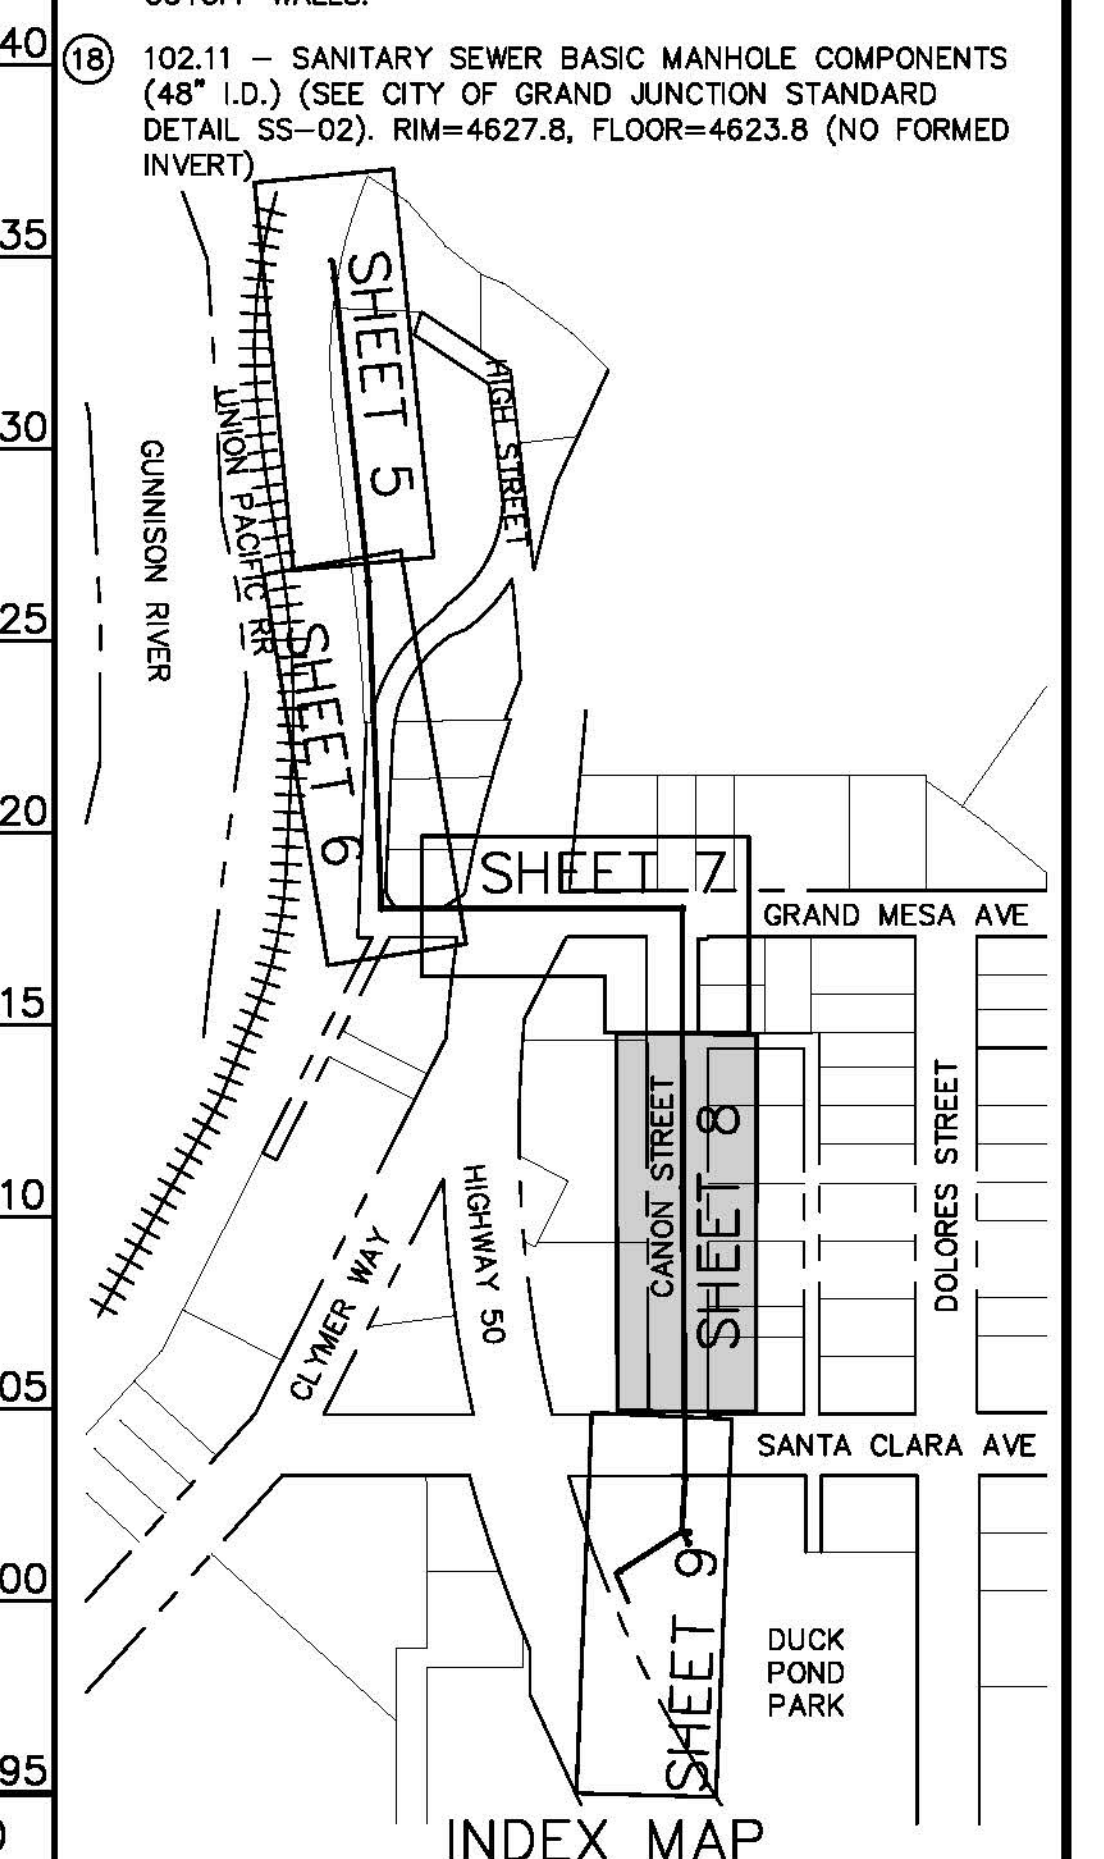 40
18 102.11 – SANITARY SEWER BASIC MANHOLE COMPONENTS
(48" I.D.) (SEE CITY OF GRAND JUNCTION STANDARD
DETAIL SS–02). RIM=4627.8, FLOOR=4623.8 (NO FORMED
INVERT)
35
SHEET 5
HIGH STREET
30
UNION PACIFIC RR
GUNNISON RIVER
25
SHEET 6
20
SHEET 7
GRAND MESA AVE
15
CANON STREET
SHEET 8
DOLORES STREET
10
HIGHWAY 50
CLYMER WAY
05
SANTA CLARA AVE
00
SHEET 9
DUCK
POND
PARK
95
INDEX MAP